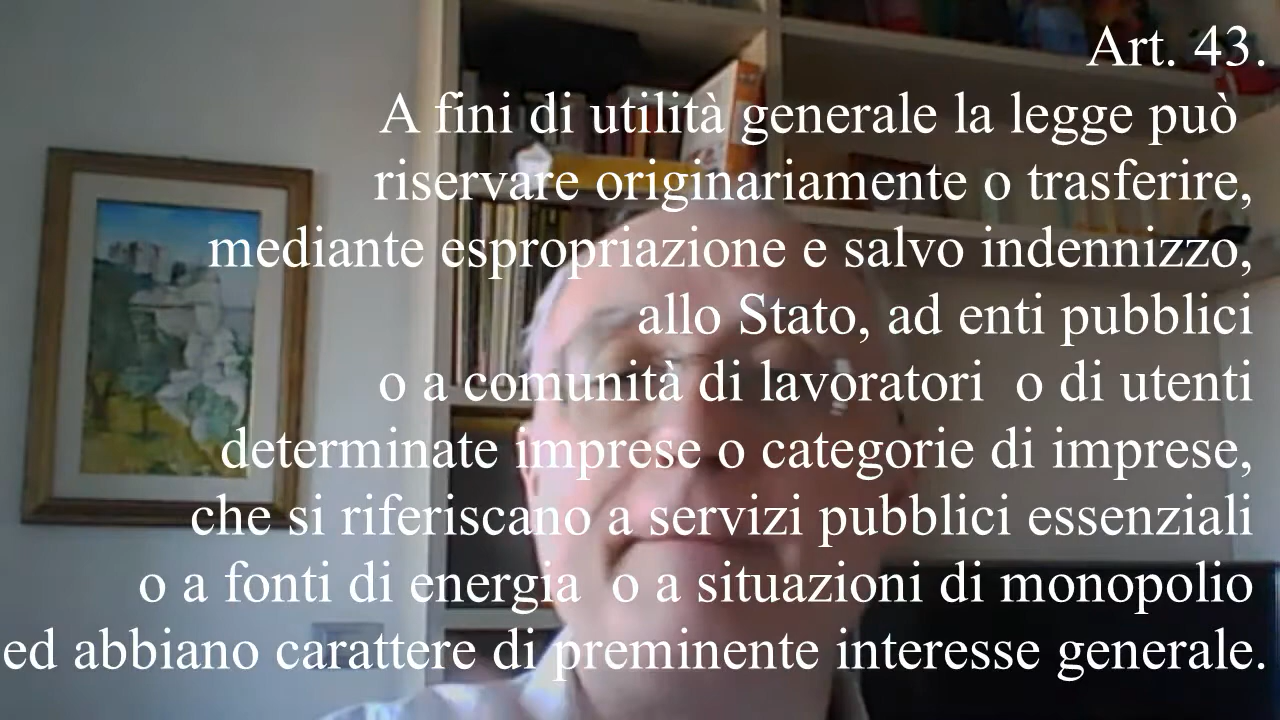 Art. 43.
A fini di utilità generale la legge può
riservare originariamente o trasferire,
mediante espropriazione e salvo indennizzo,
allo Stato, ad enti pubblici
o a comunità di lavoratori o di utenti
determinate imprese o categorie di imprese,
che si riferiscano a servizi pubblici essenziali
o a fonti di energia o a situazioni di monopolio
ed abbiano carattere di preminente interesse generale.